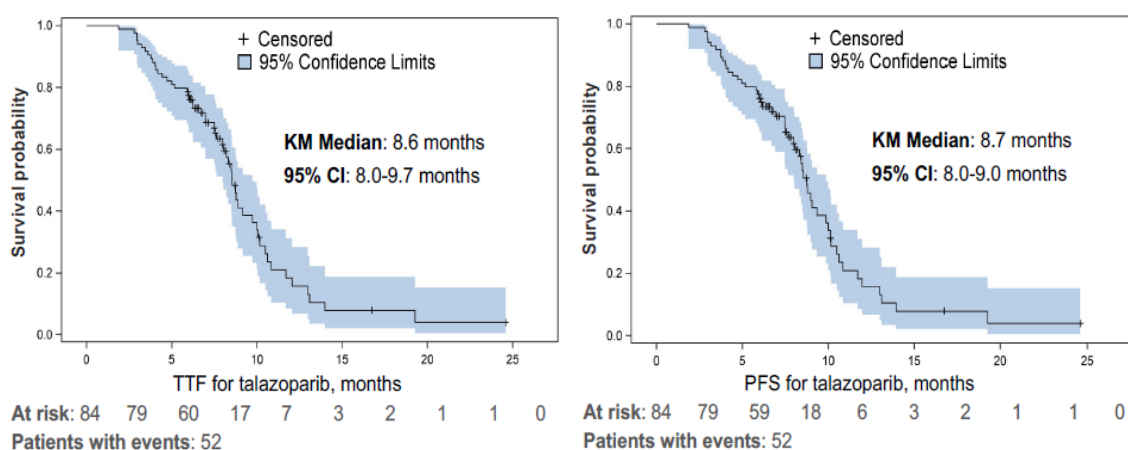 1.0
0.8
0.6
0.4
0.2
0.0
Survival probability
+ Censored
95% Confidence Limits
KM Median: 8.6 months
95% CI: 8.0-9.7 months
0 5 10 15 20 25
TTF for talazoparib, months
At risk: 84 79 60 17 7 3 2 1 1 0
Patients with events: 52
1.0
0.8
0.6
0.4
0.2
0.0
Survival probability
+ Censored
95% Confidence Limits
KM Median: 8.7 months
95% CI: 8.0-9.0 months
0 5 10 15 20 25
PFS for talazoparib, months
At risk: 84 79 59 18 6 3 2 1 1 0
Patients with events: 52